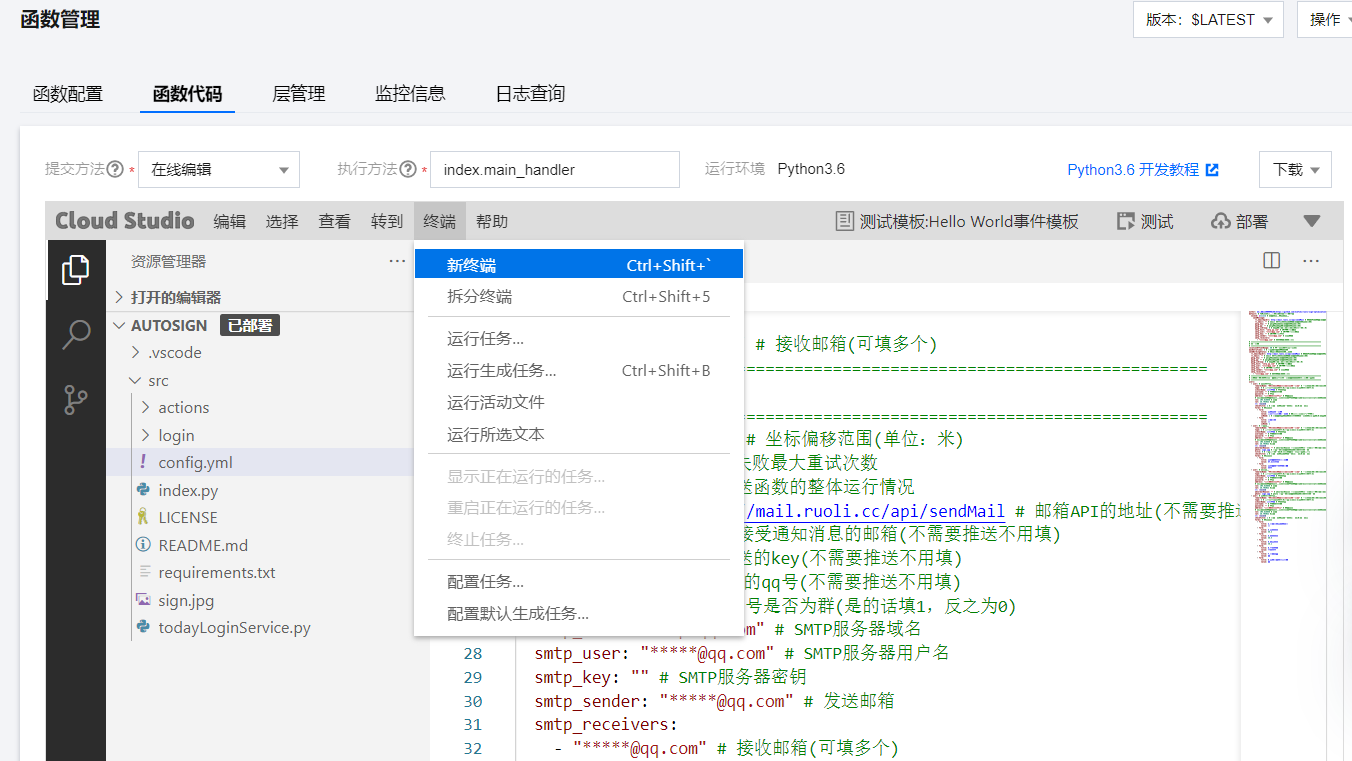 函数管理
版本：$LATEST
操作
函数配置
函数代码
层管理
监控信息
日志查询
提交方法 * 在线编辑
执行方法 * index.main_handler
运行环境 Python3.6
Python3.6 开发教程
下载
Cloud Studio 编辑 选择 查看 转到 终端 帮助
测试模板:Hello World事件模板 测试 部署
资源管理器 ...
打开的编辑器
AUTOSIGN 已部署
.vscode
src
actions
login
! config.yml
index.py
LICENSE
README.md
requirements.txt
sign.jpg
todayLoginService.py
新终端 Ctrl+Shift+`
拆分终端 Ctrl+Shift+5
运行任务...
运行生成任务... Ctrl+Shift+B
运行活动文件
运行所选文本
显示正在运行的任务...
重启正在运行的任务...
终止任务...
配置任务...
配置默认生成任务...
# 接收邮箱(可填多个)
================================================
================================================
# 坐标偏移范围(单位：米)
失败最大重试次数
送函数的整体运行情况
/mail.ruoli.cc/api/sendMail # 邮箱API的地址(不需要推送
接受通知消息的邮箱(不需要推送不用填)
送的key(不需要推送不用填)
的qq号(不需要推送不用填)
号是否为群(是的话填1，反之为0)
" # SMTP服务器域名
28 smtp_user: "*****@qq.com" # SMTP服务器用户名
29 smtp_key: "" # SMTP服务器密钥
30 smtp_sender: "*****@qq.com" # 发送邮箱
31 smtp_receivers:
32 - "*****@qq.com" # 接收邮箱(可填多个)